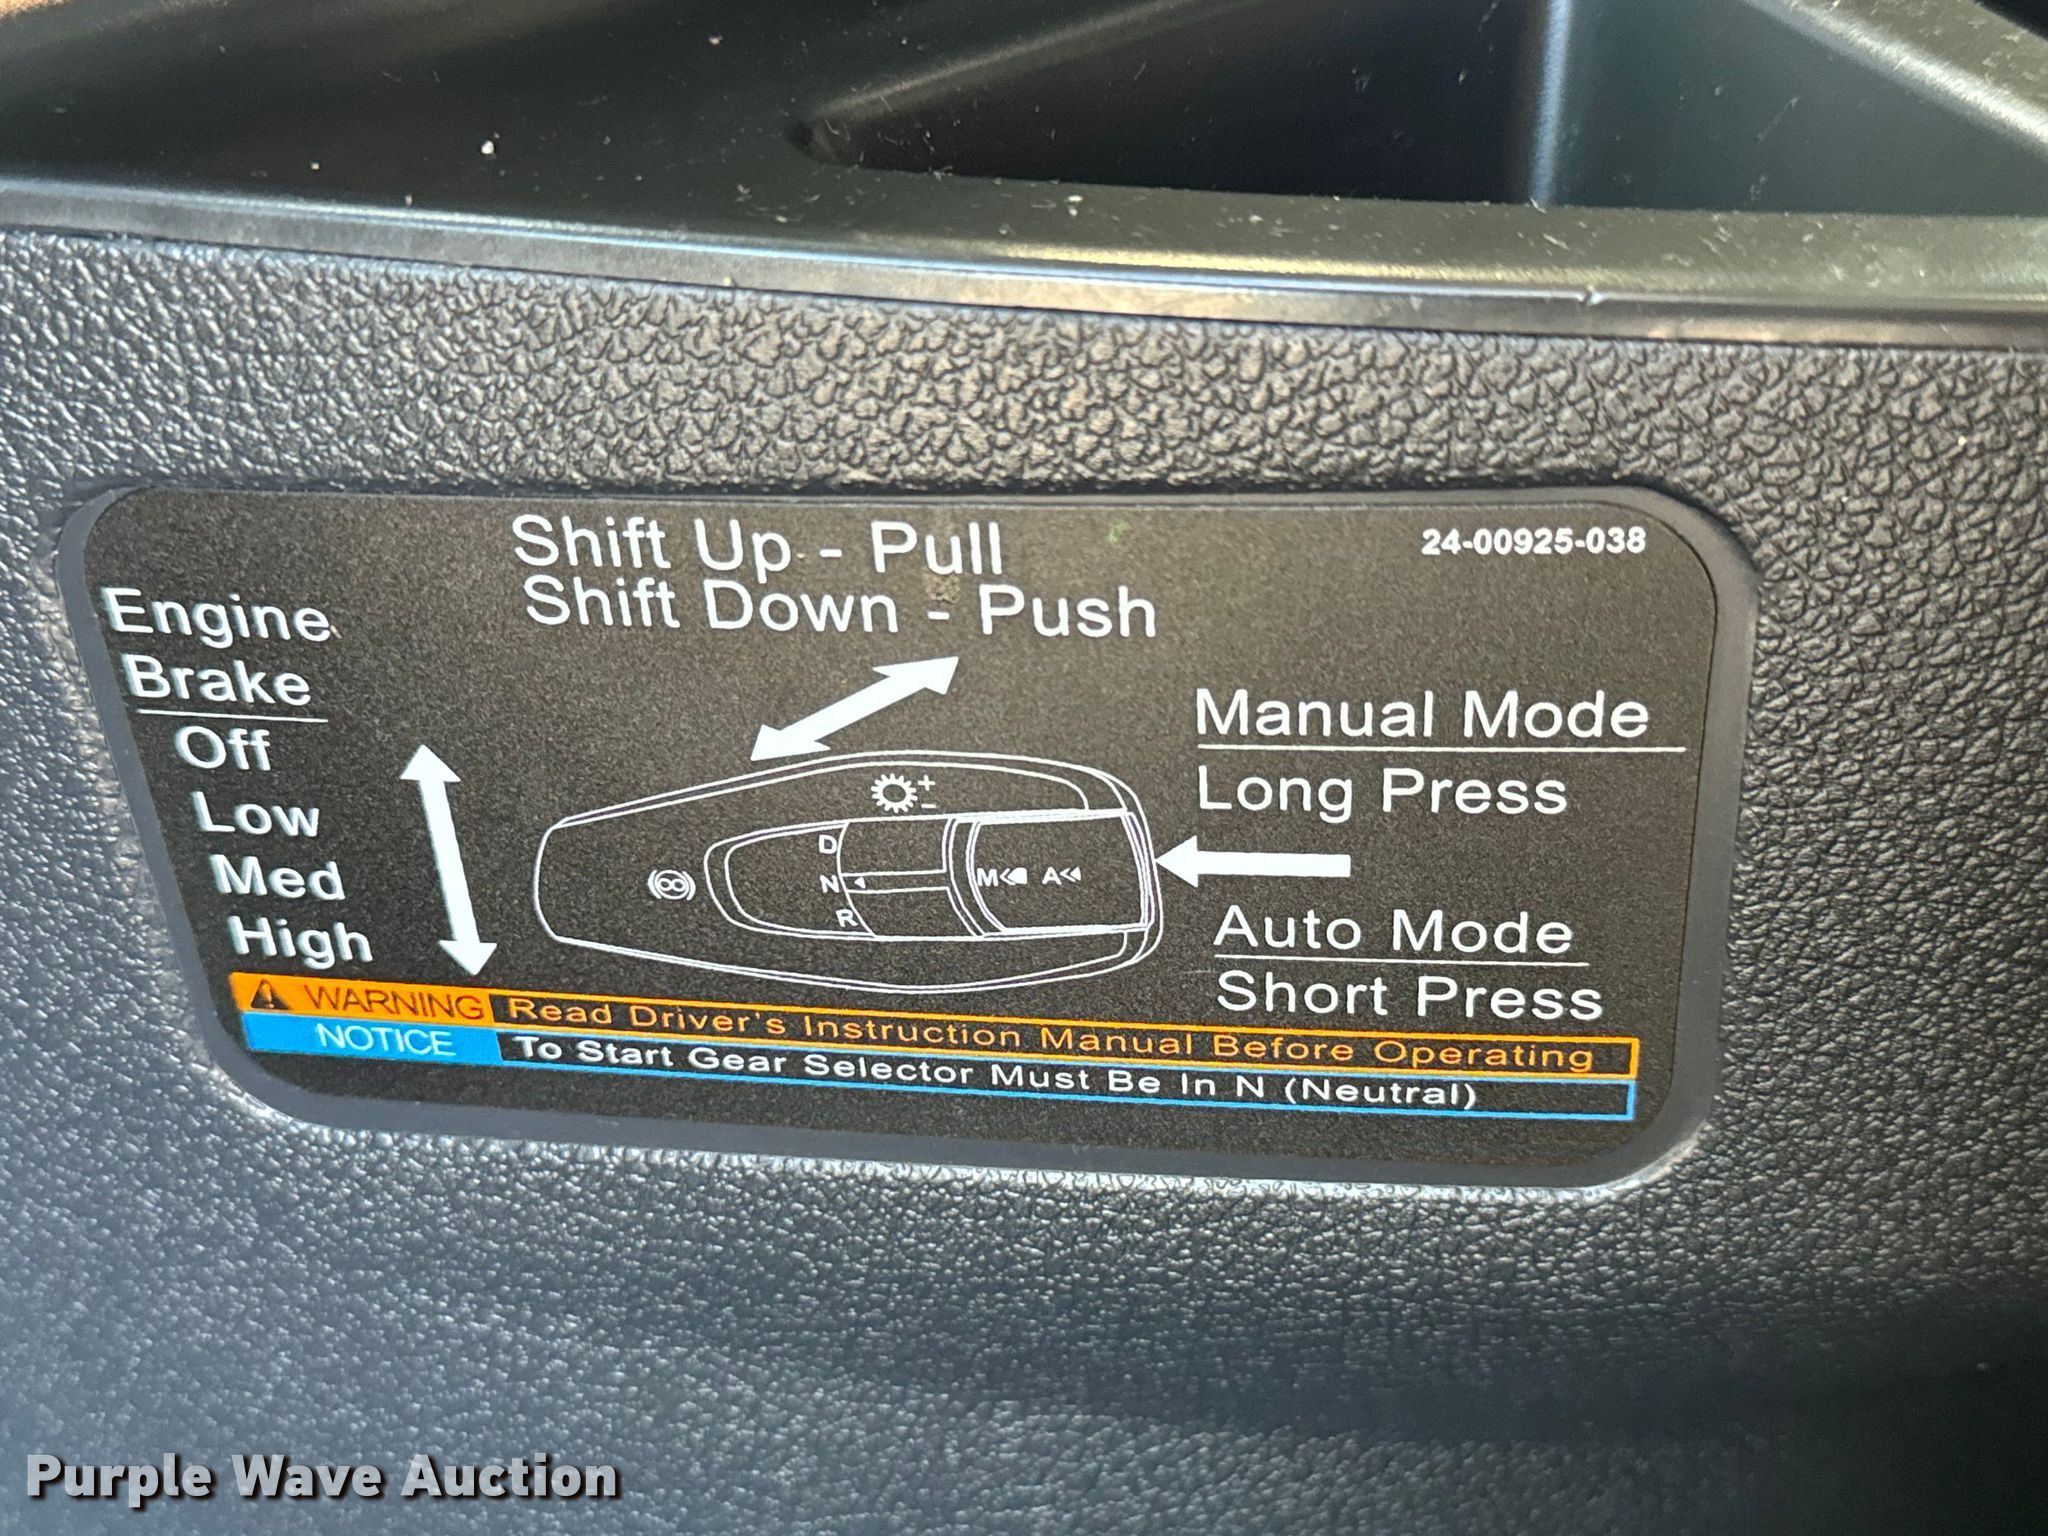 Shift Up - Pull
Shift Down - Push
24-00925-038
Engine
Brake
Off
Low
Med
High
Manual Mode
Long Press
+
-
D
N
R
M
A
Auto Mode
Short Press
WARNING Read Driver's Instruction Manual Before Operating
NOTICE To Start Gear Selector Must Be In N (Neutral)
Purple Wave Auction